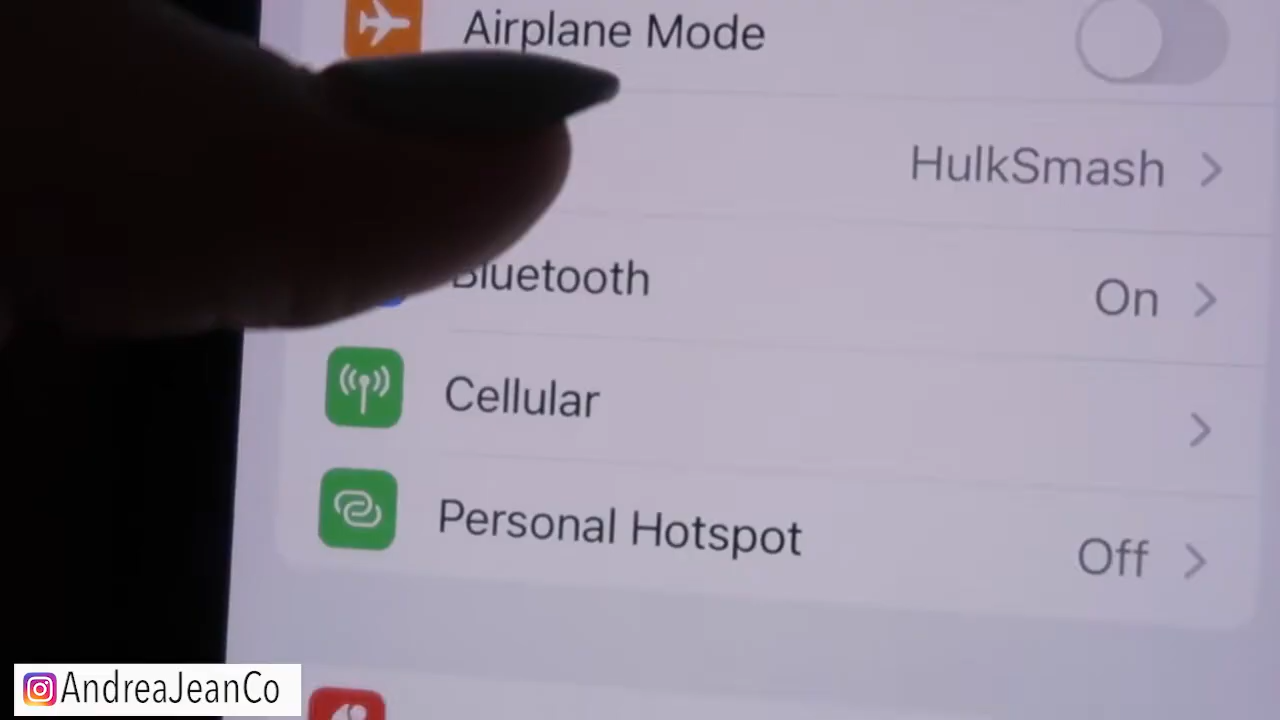 Airplane Mode
HulkSmash
Bluetooth On
Cellular
Personal Hotspot Off
AndreaJeanCo